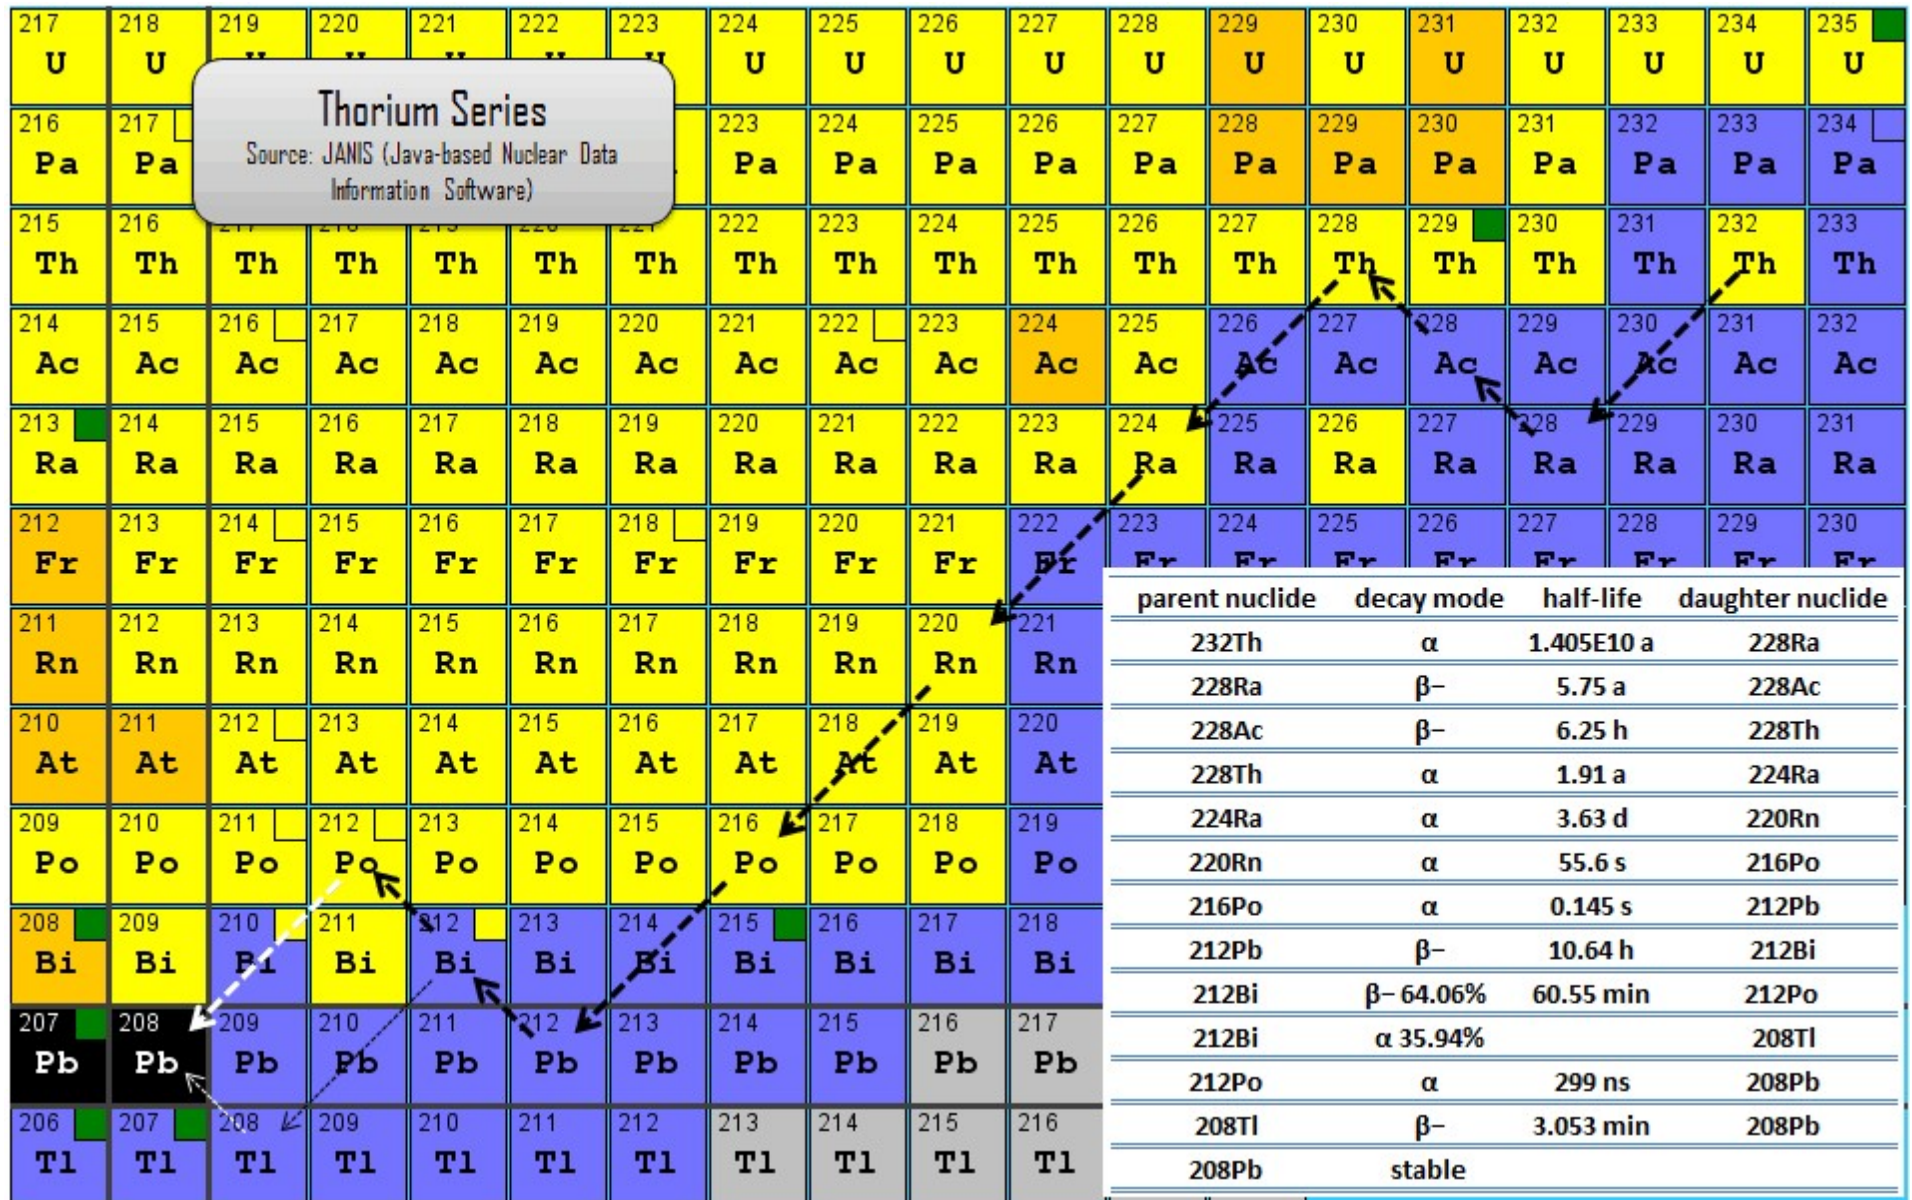 217 218 219 220 221 222 223 224 225 226 227 228 229 230 231 232 233 234 235
U U U U U U U U U U U U U U
Thorium Series
Source: JANIS (Java-based Nuclear Data
Information Software)
216 217 223 224 225 226 227 228 229 230 231 232 233 234
Pa Pa Pa Pa Pa Pa Pa Pa Pa Pa Pa Pa Pa Pa
215 216 222 223 224 225 226 227 228 229 230 231 232 233
Th Th Th Th Th Th Th Th Th Th Th Th Th Th Th Th Th Th Th
214 215 216 217 218 219 220 221 222 223 224 225 226 227 228 229 230 231 232
Ac Ac Ac Ac Ac Ac Ac Ac Ac Ac Ac Ac Ac Ac Ac Ac Ac Ac Ac
213 214 215 216 217 218 219 220 221 222 223 224 225 226 227 228 229 230 231
Ra Ra Ra Ra Ra Ra Ra Ra Ra Ra Ra Ra Ra Ra Ra Ra Ra Ra Ra
212 213 214 215 216 217 218 219 220 221 222 223 224 225 226 227 228 229 230
Fr Fr Fr Fr Fr Fr Fr Fr Fr Fr Fr Fr Fr Fr Fr Fr Fr Fr Fr
211 212 213 214 215 216 217 218 219 220 221
Rn Rn Rn Rn Rn Rn Rn Rn Rn Rn Rn
210 211 212 213 214 215 216 217 218 219 220
At At At At At At At At At At At
209 210 211 212 213 214 215 216 217 218 219
Po Po Po Po Po Po Po Po Po Po Po
208 209 210 211 212 213 214 215 216 217 218
Bi Bi Bi Bi Bi Bi Bi Bi Bi Bi Bi
207 208 209 210 211 212 213 214 215 216 217
Pb Pb Pb Pb Pb Pb Pb Pb Pb Pb Pb
206 207 208 209 210 211 212 213 214 215 216
Tl Tl Tl Tl Tl Tl Tl Tl Tl Tl Tl
parent nuclide decay mode half-life daughter nuclide
232Th α 1.405E10 a 228Ra
228Ra β− 5.75 a 228Ac
228Ac β− 6.25 h 228Th
228Th α 1.91 a 224Ra
224Ra α 3.63 d 220Rn
220Rn α 55.6 s 216Po
216Po α 0.145 s 212Pb
212Pb β− 10.64 h 212Bi
212Bi β− 64.06% 60.55 min 212Po
212Bi α 35.94% 208Tl
212Po α 299 ns 208Pb
208Tl β− 3.053 min 208Pb
208Pb stable